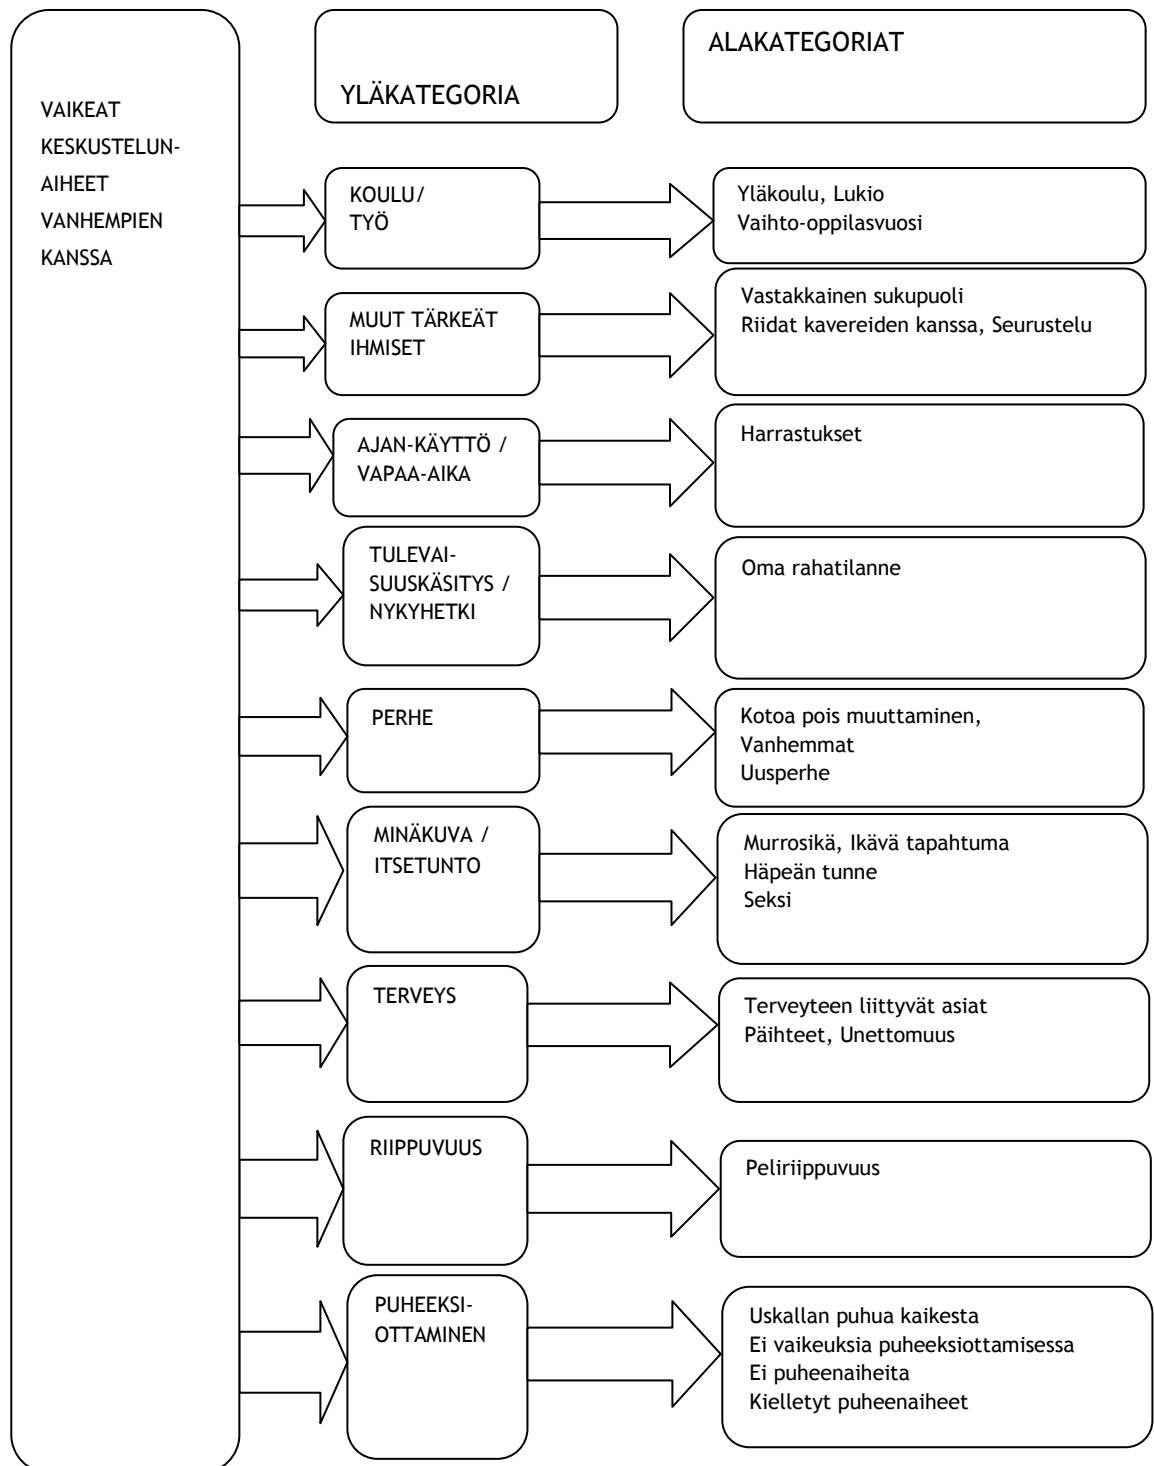 VAIKEAT
KESKUSTELUN-
AIHEET
VANHEMPIEN
KANSSA
YLÄKATEGORIA
ALAKATEGORIAT
KOULU/
TYÖ
Yläkoulu, Lukio
Vaihto-oppilasvuosi
MUUT TÄRKEÄT
IHMISET
Vastakkainen sukupuoli
Riidat kavereiden kanssa, Seurustelu
AJAN-KÄYTTÖ /
VAPAA-AIKA
Harrastukset
TULEVAI-
SUUSKÄSITYS /
NYKYHETKI
Oma rahatilanne
PERHE
Kotoa pois muuttaminen,
Vanhemmat
Uusperhe
MINÄKUVA /
ITSETUNTO
Murrosikä, Ikävä tapahtuma
Häpeän tunne
Seksi
TERVEYS
Terveyteen liittyvät asiat
Päihteet, Unettomuus
RIIPPUVUUS
Peliriippuvuus
PUHEEKSI-
OTTAMINEN
Uskallan puhua kaikesta
Ei vaikeuksia puheeksiottamisessa
Ei puheenaiheita
Kielletyt puheenaiheet